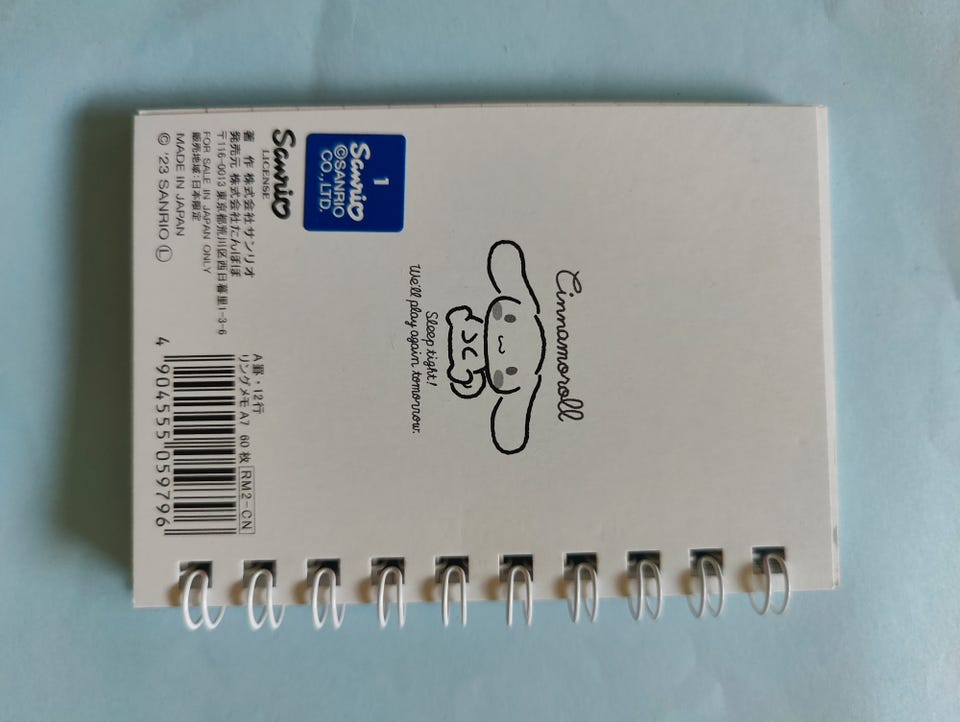 Cinnamoroll
Sleep tight!
We'll play again tomorrow.
1
Sanrio
©SANRIO
CO.,LTD.
Sanrio
LICENSE
著 作 株式会社サンリオ
発売元 株式会社たんぽぽ
〒116-0013 東京都荒川区西日暮里1-3-6
FOR SALE IN JAPAN ONLY
販売地域:日本限定
MADE IN JAPAN
© '23 SANRIO Ⓛ
A罫・12行
リングメモ A7 60枚 RM2-CN
4 904555 059796